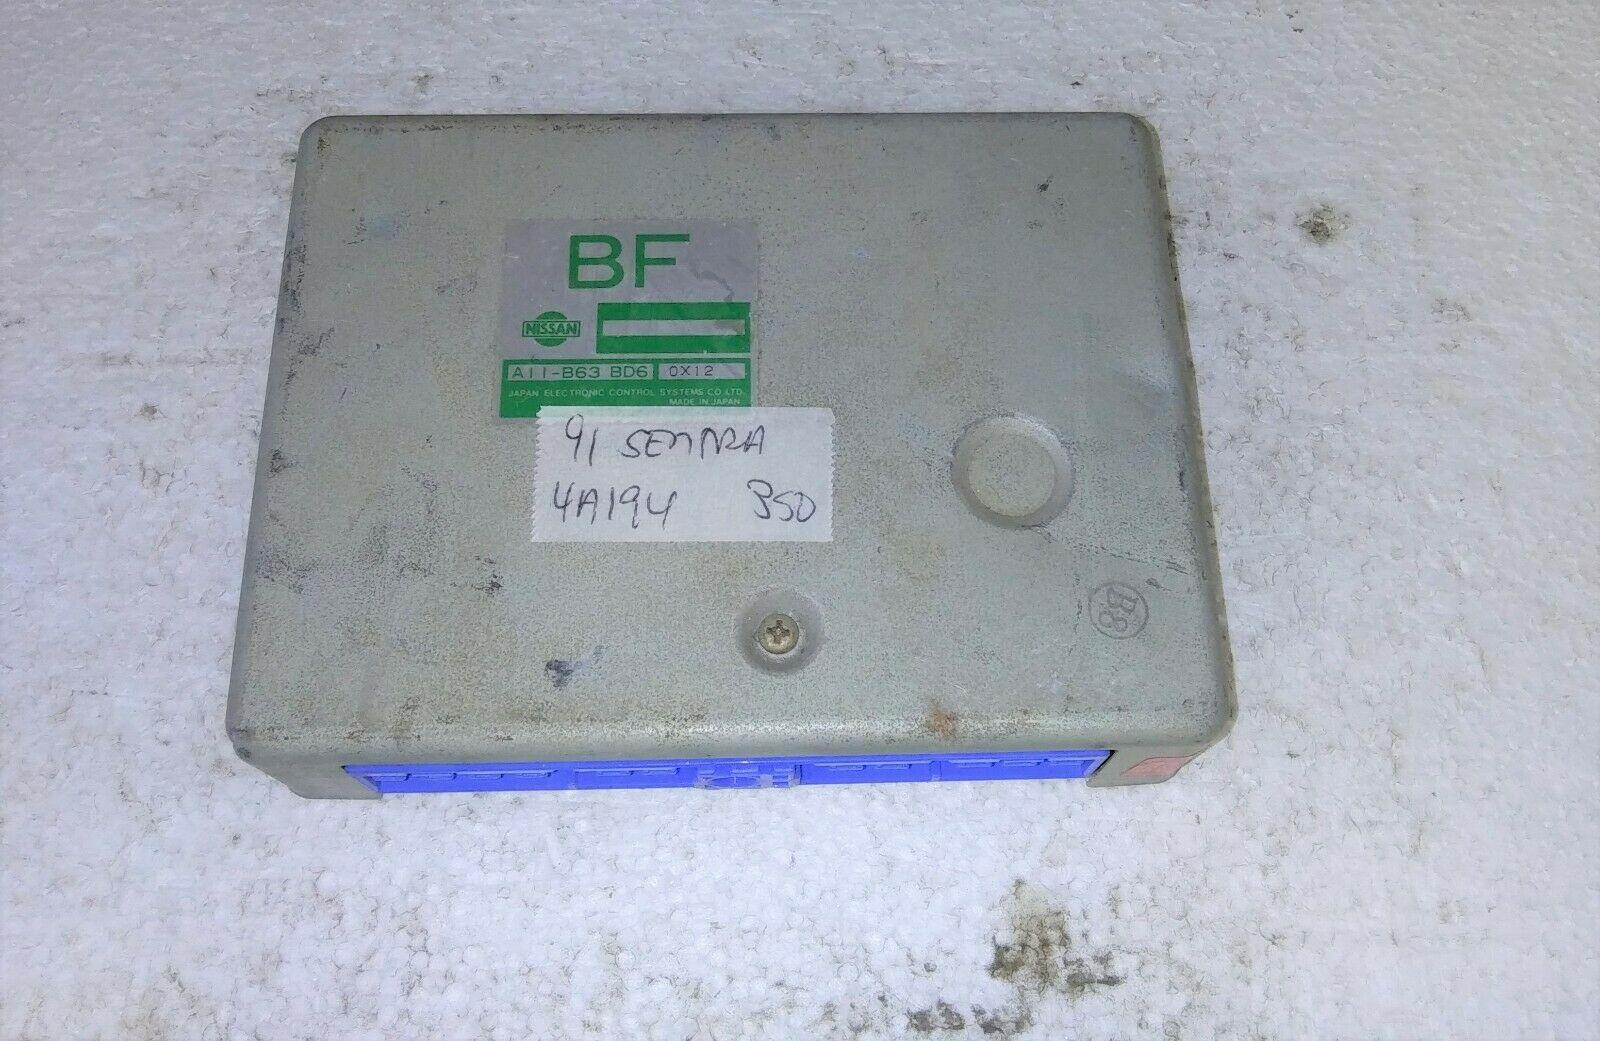 BF
NISSAN
A11-B63 BD6 0X12
JAPAN ELECTRONIC CONTROL SYSTEMS CO LTD.
MADE IN JAPAN
91 SENTRA
4A194 350
B8